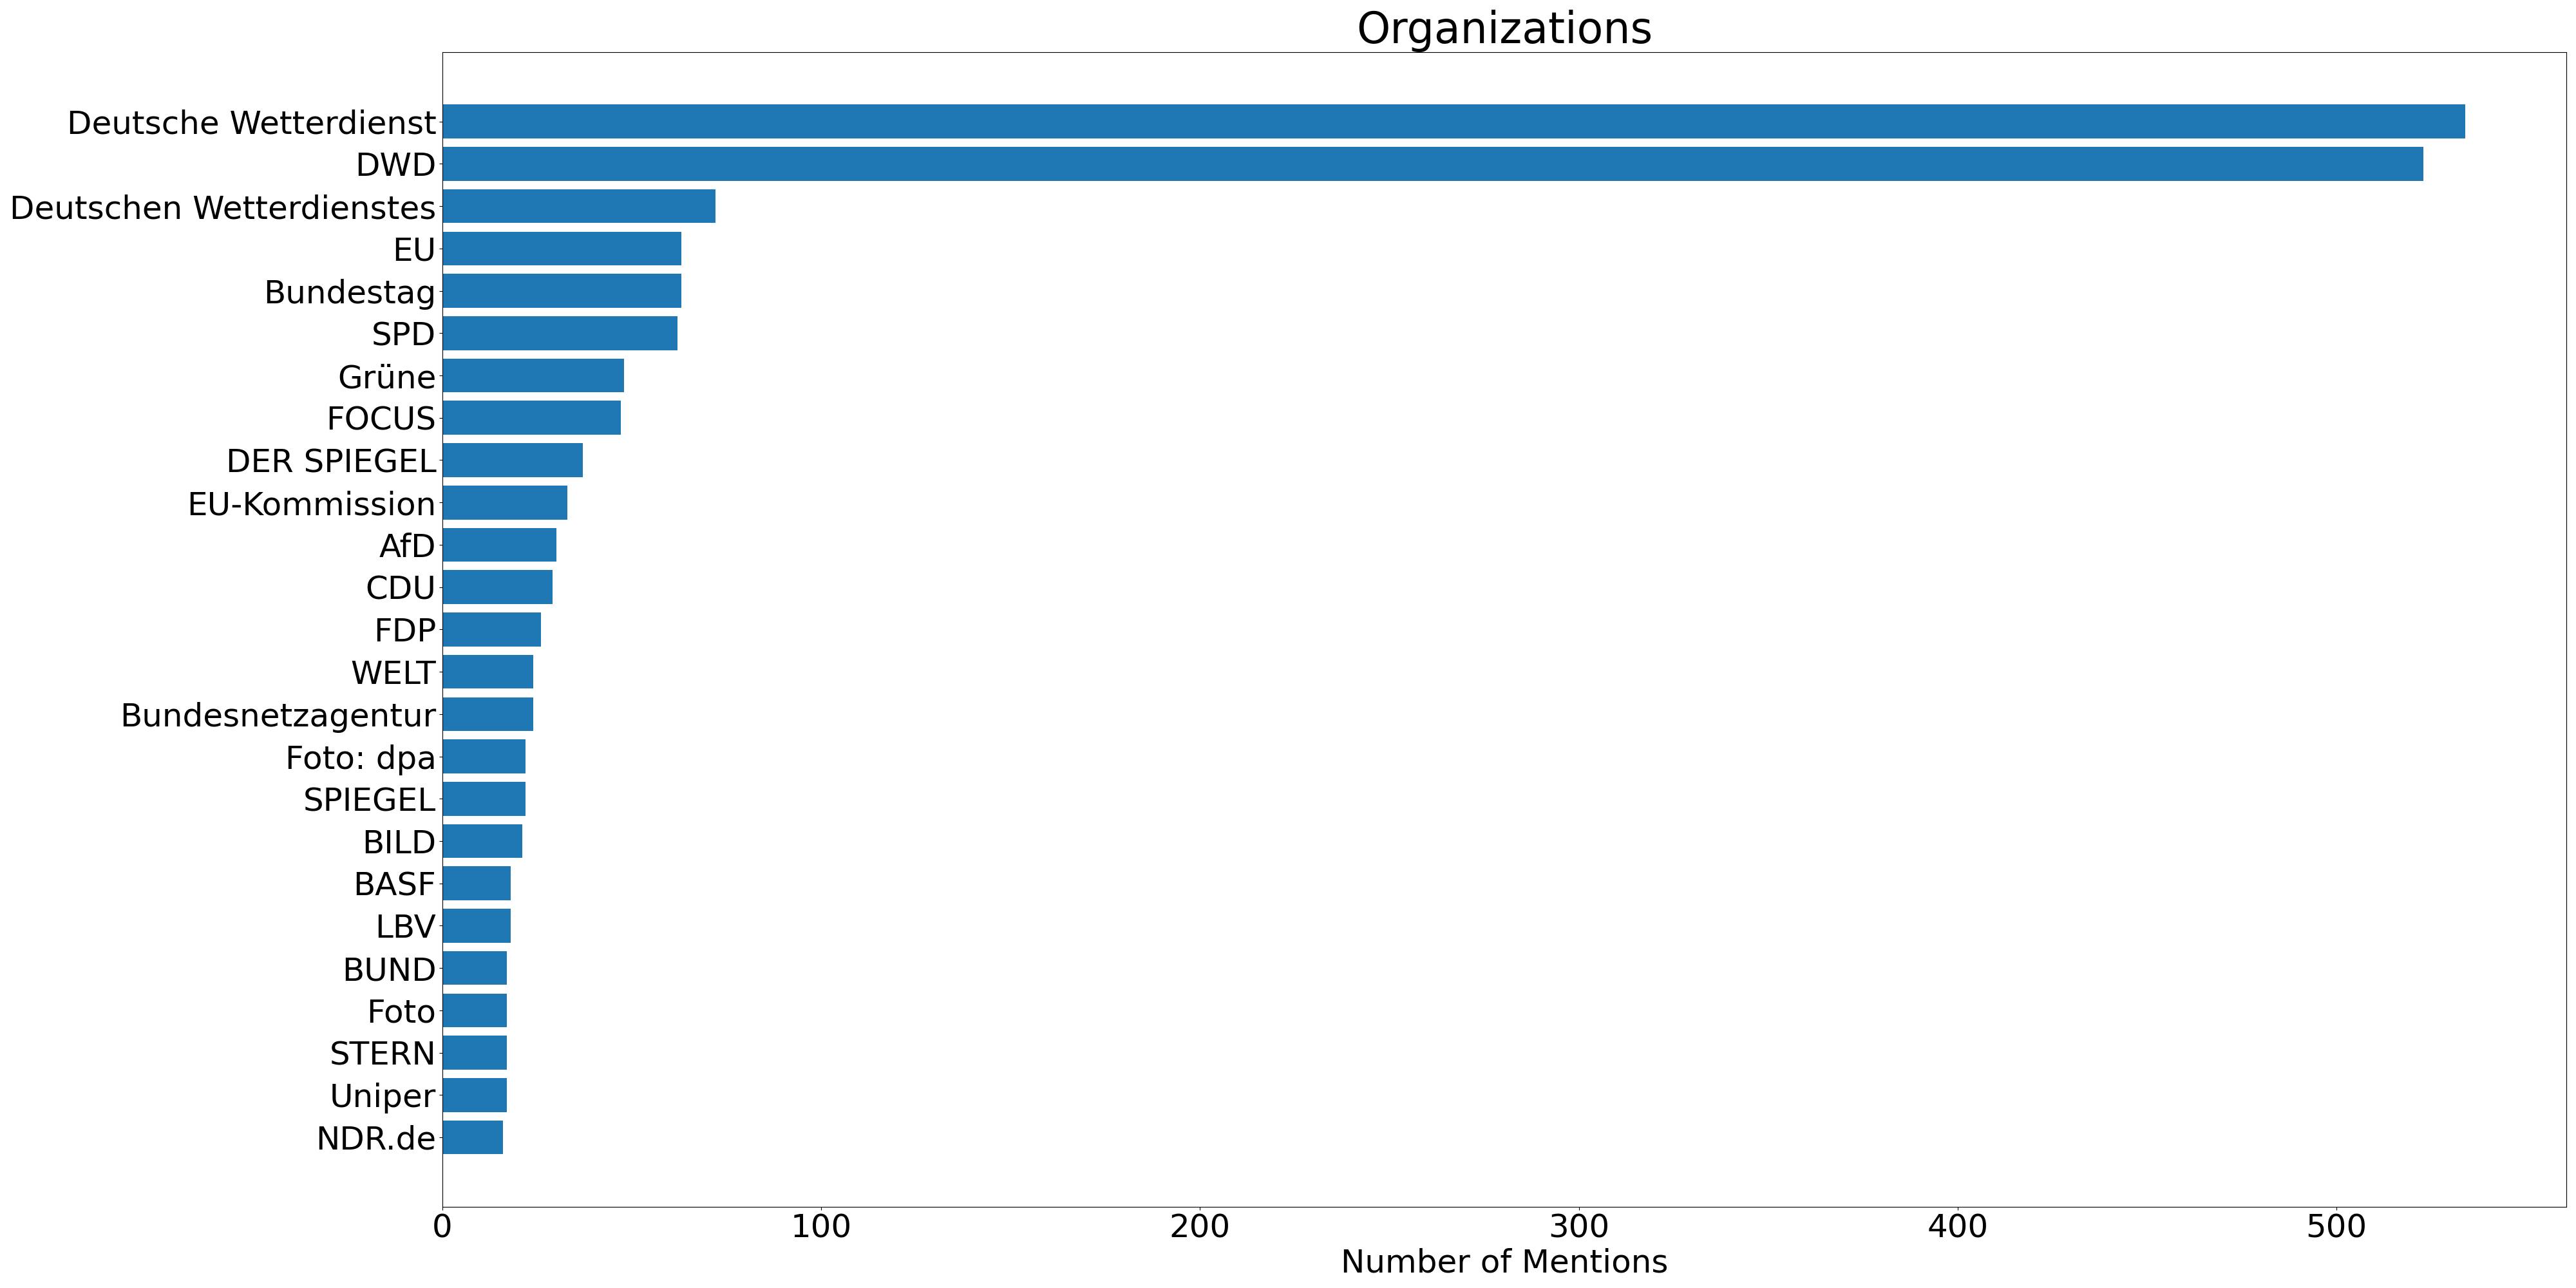 Organizations
Deutsche Wetterdienst
DWD
Deutschen Wetterdienstes
EU
Bundestag
SPD
Grüne
FOCUS
DER SPIEGEL
EU-Kommission
AfD
CDU
FDP
WELT
Bundesnetzagentur
Foto: dpa
SPIEGEL
BILD
BASF
LBV
BUND
Foto
STERN
Uniper
NDR.de
0 100 200 300 400 500
Number of Mentions